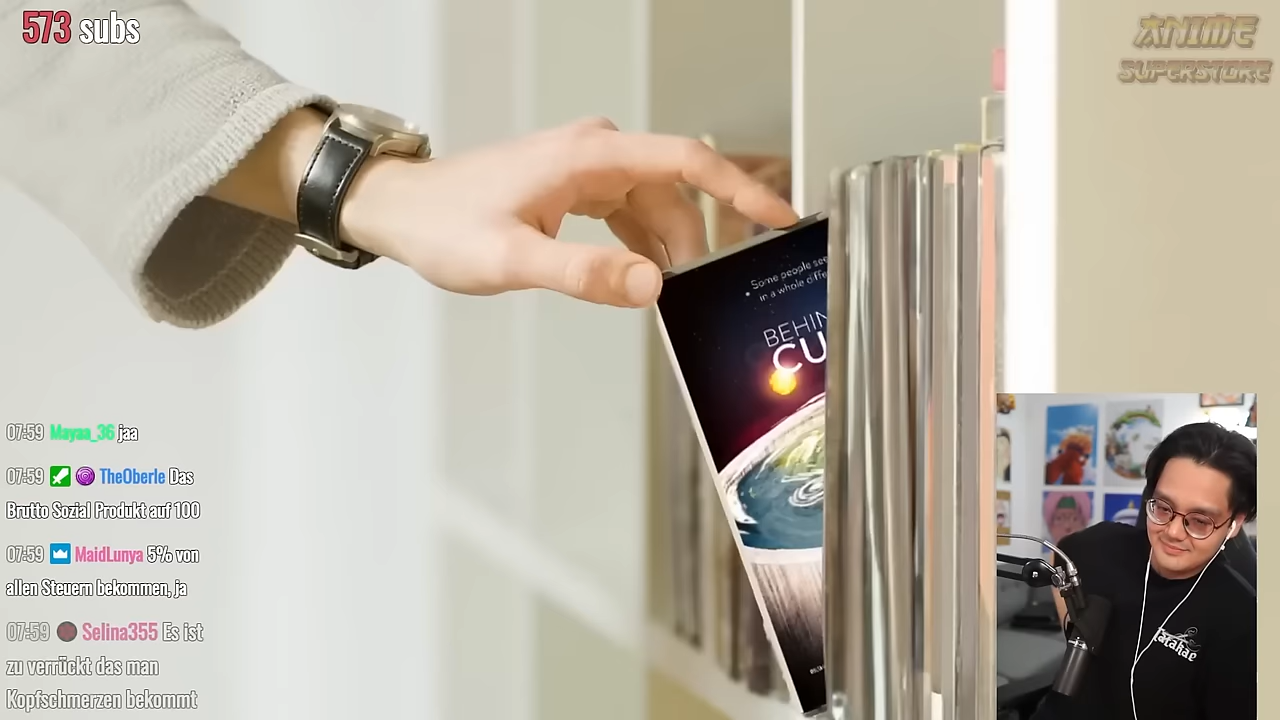 573 subs
ANIME
SUPERSTORE
Some people see
in a whole diffe
BEHIN
CU
07:59 Mayaa_36 jaa
07:59 TheOberle Das
Brutto Sozial Produkt auf 100
07:59 MaidLunya 5% von
allen Steuern bekommen, ja
07:59 Selina355 Es ist
zu verrückt das man
Kopfschmerzen bekommt
Tatakae